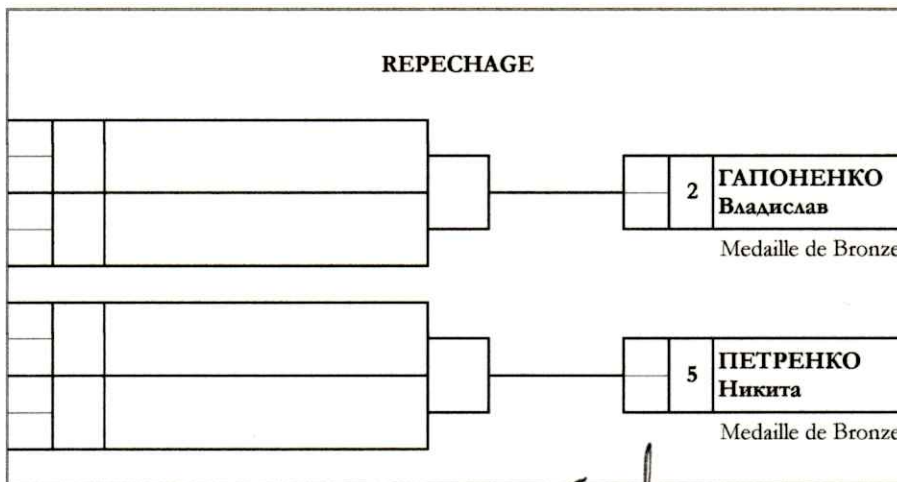 REPECHAGE
2
ГАПОНЕНКО
Владислав
Medaille de Bronze
5
ПЕТРЕНКО
Никита
Medaille de Bronze